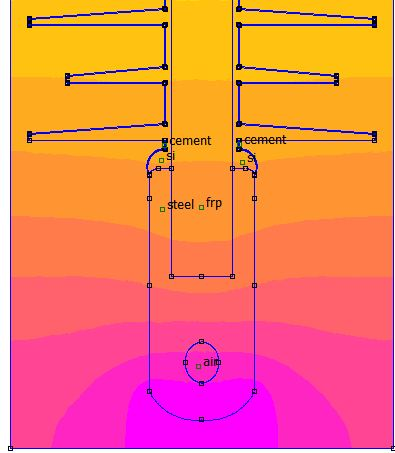 cement cement
si si
steel frp
air